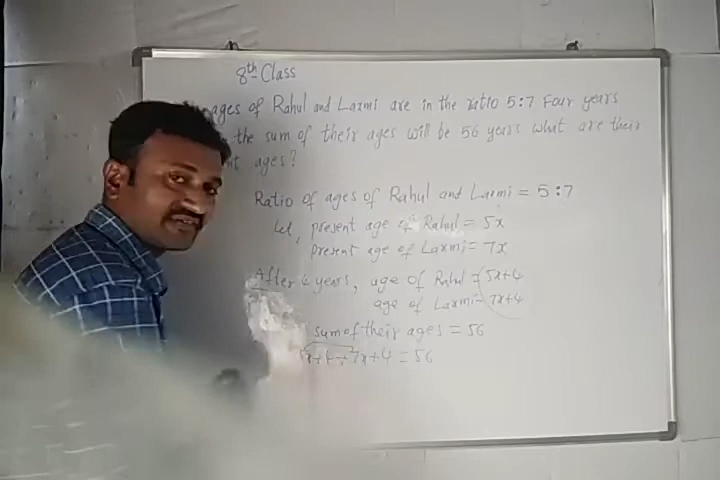 8th Class
ages of Rahul and Laxmi are in the ratio 5:7 Four years
the sum of their ages will be 56 years what are their
ages?
Ratio of ages of Rahul and Laxmi = 5:7
Let, present age of Rahul = 5x
present age of Laxmi = 7x
After 4 years, age of Rahul = 5x+4
age of Laxmi = 7x+4
sum of their ages = 56
5x+4+7x+4 = 56